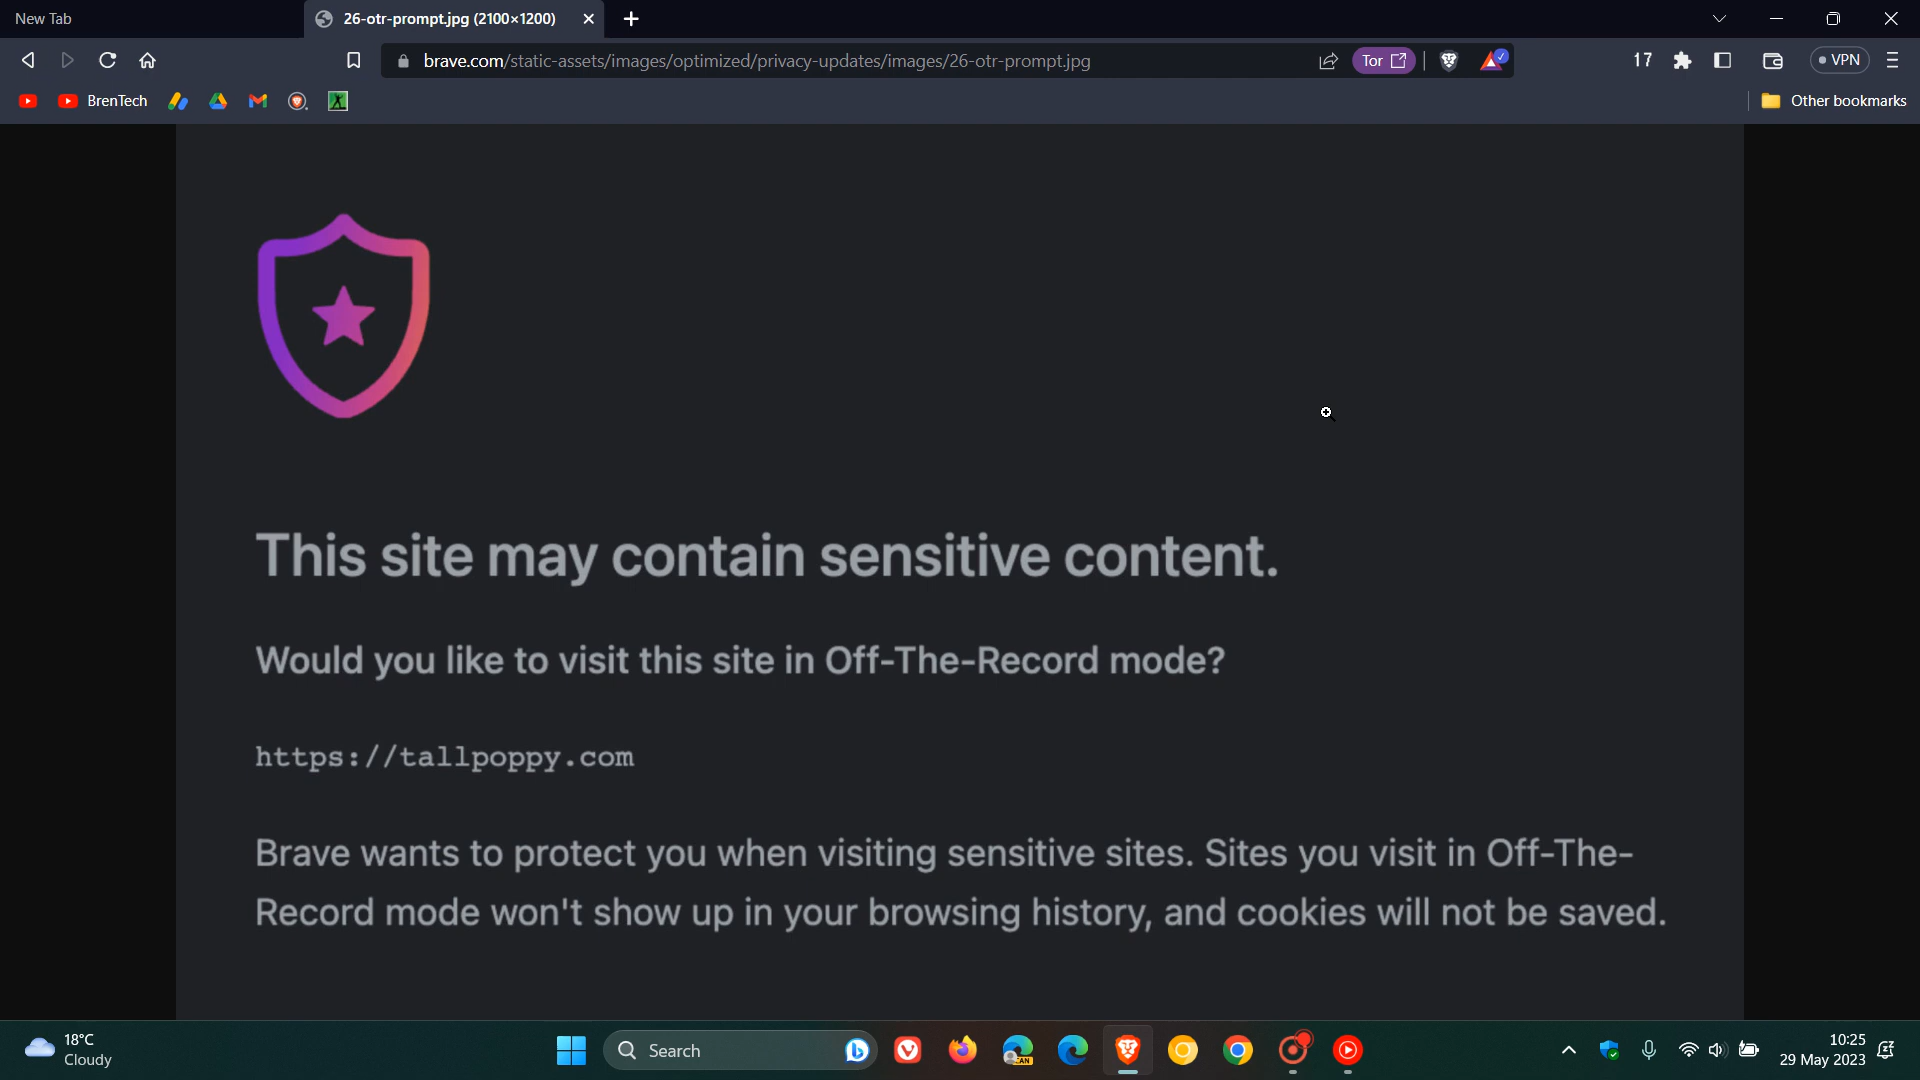 New Tab
26-otr-prompt.jpg (2100×1200)
brave.com/static-assets/images/optimized/privacy-updates/images/26-otr-prompt.jpg
Tor
17
VPN
BrenTech
Other bookmarks
This site may contain sensitive content.
Would you like to visit this site in Off-The-Record mode?
https://tallpoppy.com
Brave wants to protect you when visiting sensitive sites. Sites you visit in Off-The-
Record mode won't show up in your browsing history, and cookies will not be saved.
18°C
Cloudy
Search
CAN
10:25
29 May 2023